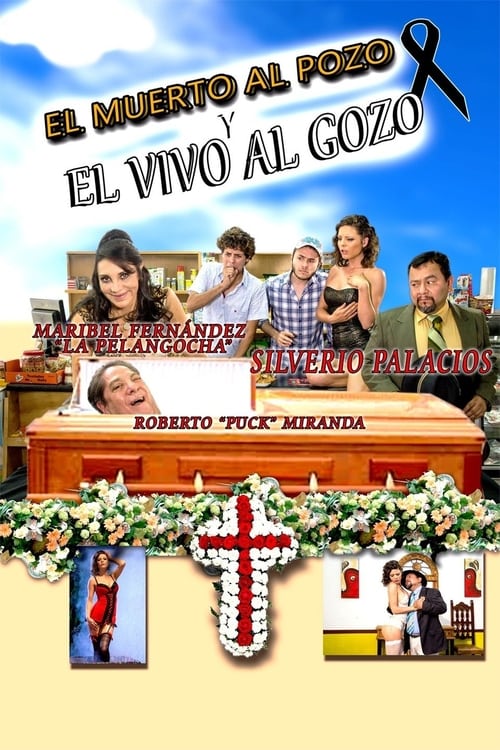 EL MUERTO AL POZO
Y
EL VIVO AL GOZO
MARIBEL FERNÁNDEZ
"LA PELANGOCHA"
SILVERIO PALACIOS
ROBERTO "PUCK" MIRANDA